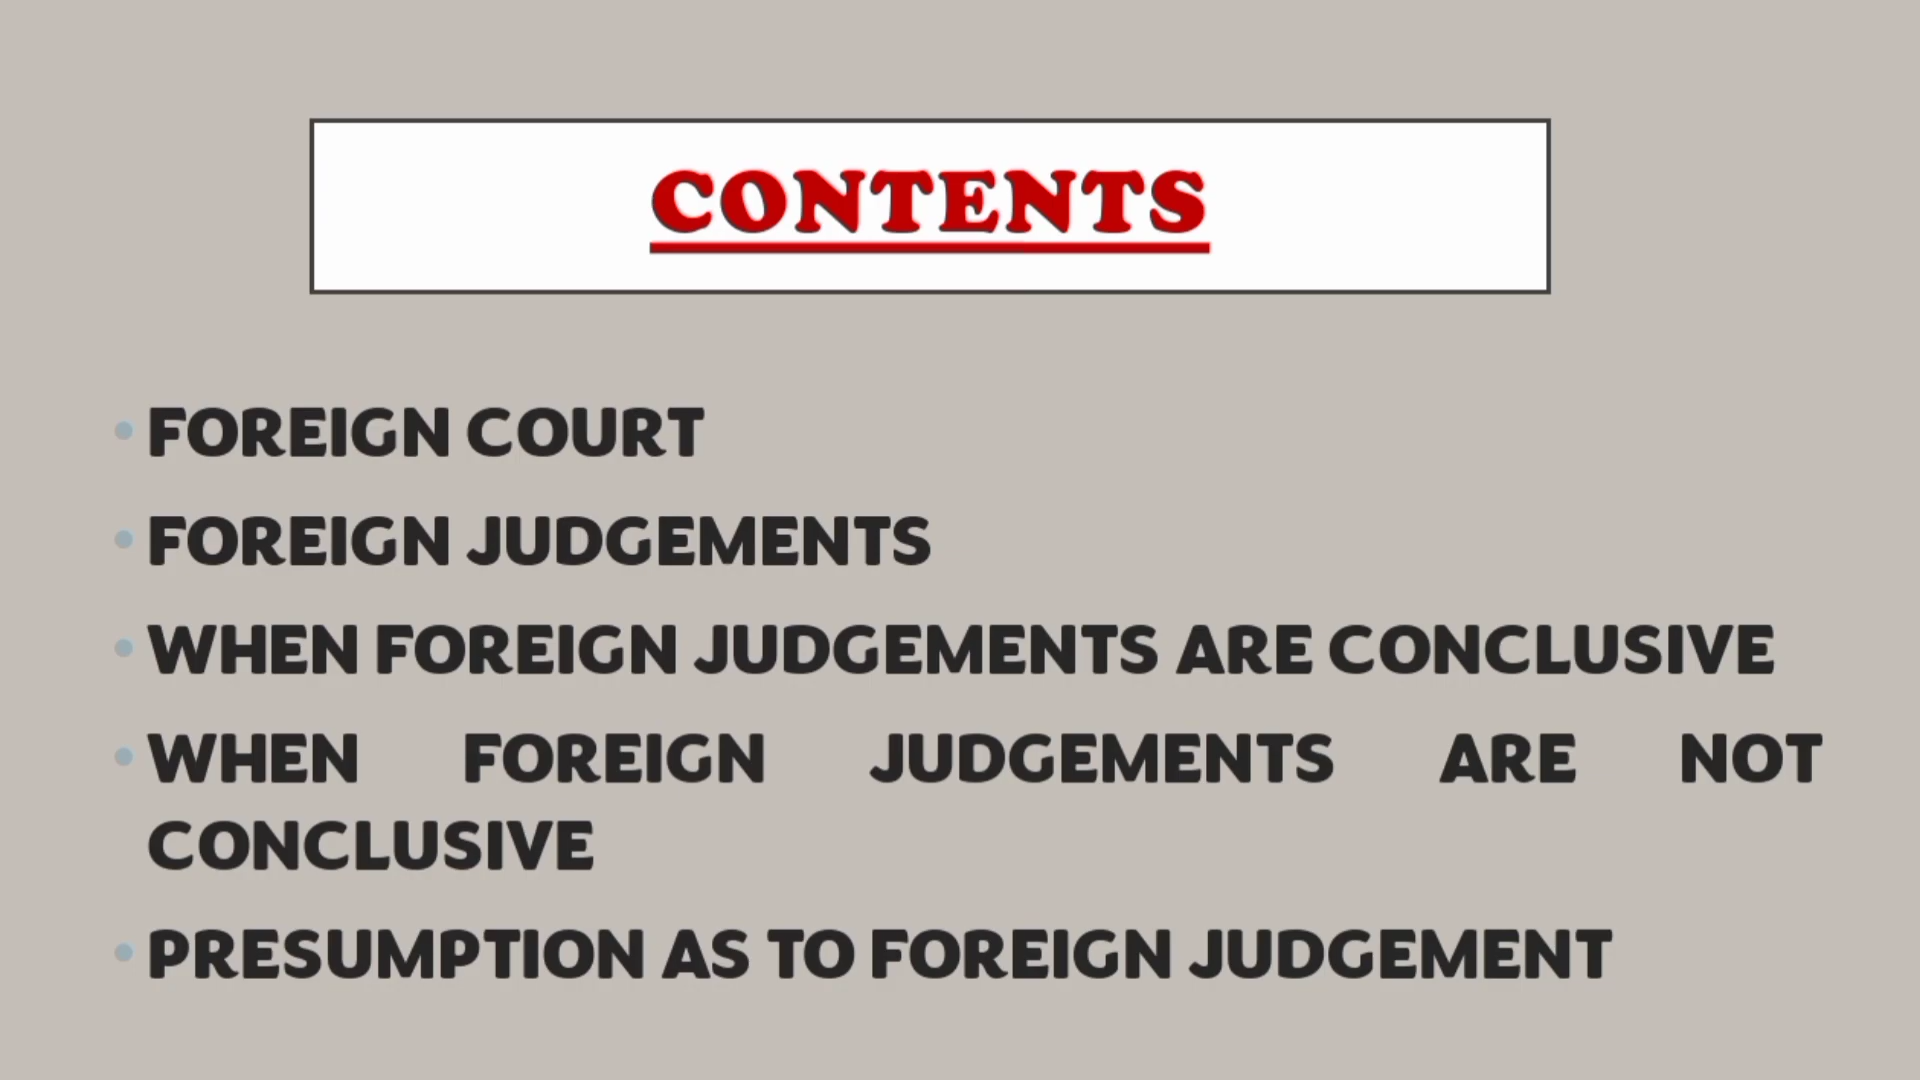 CONTENTS
• FOREIGN COURT
• FOREIGN JUDGEMENTS
• WHEN FOREIGN JUDGEMENTS ARE CONCLUSIVE
• WHEN FOREIGN JUDGEMENTS ARE NOT
CONCLUSIVE
• PRESUMPTION AS TO FOREIGN JUDGEMENT